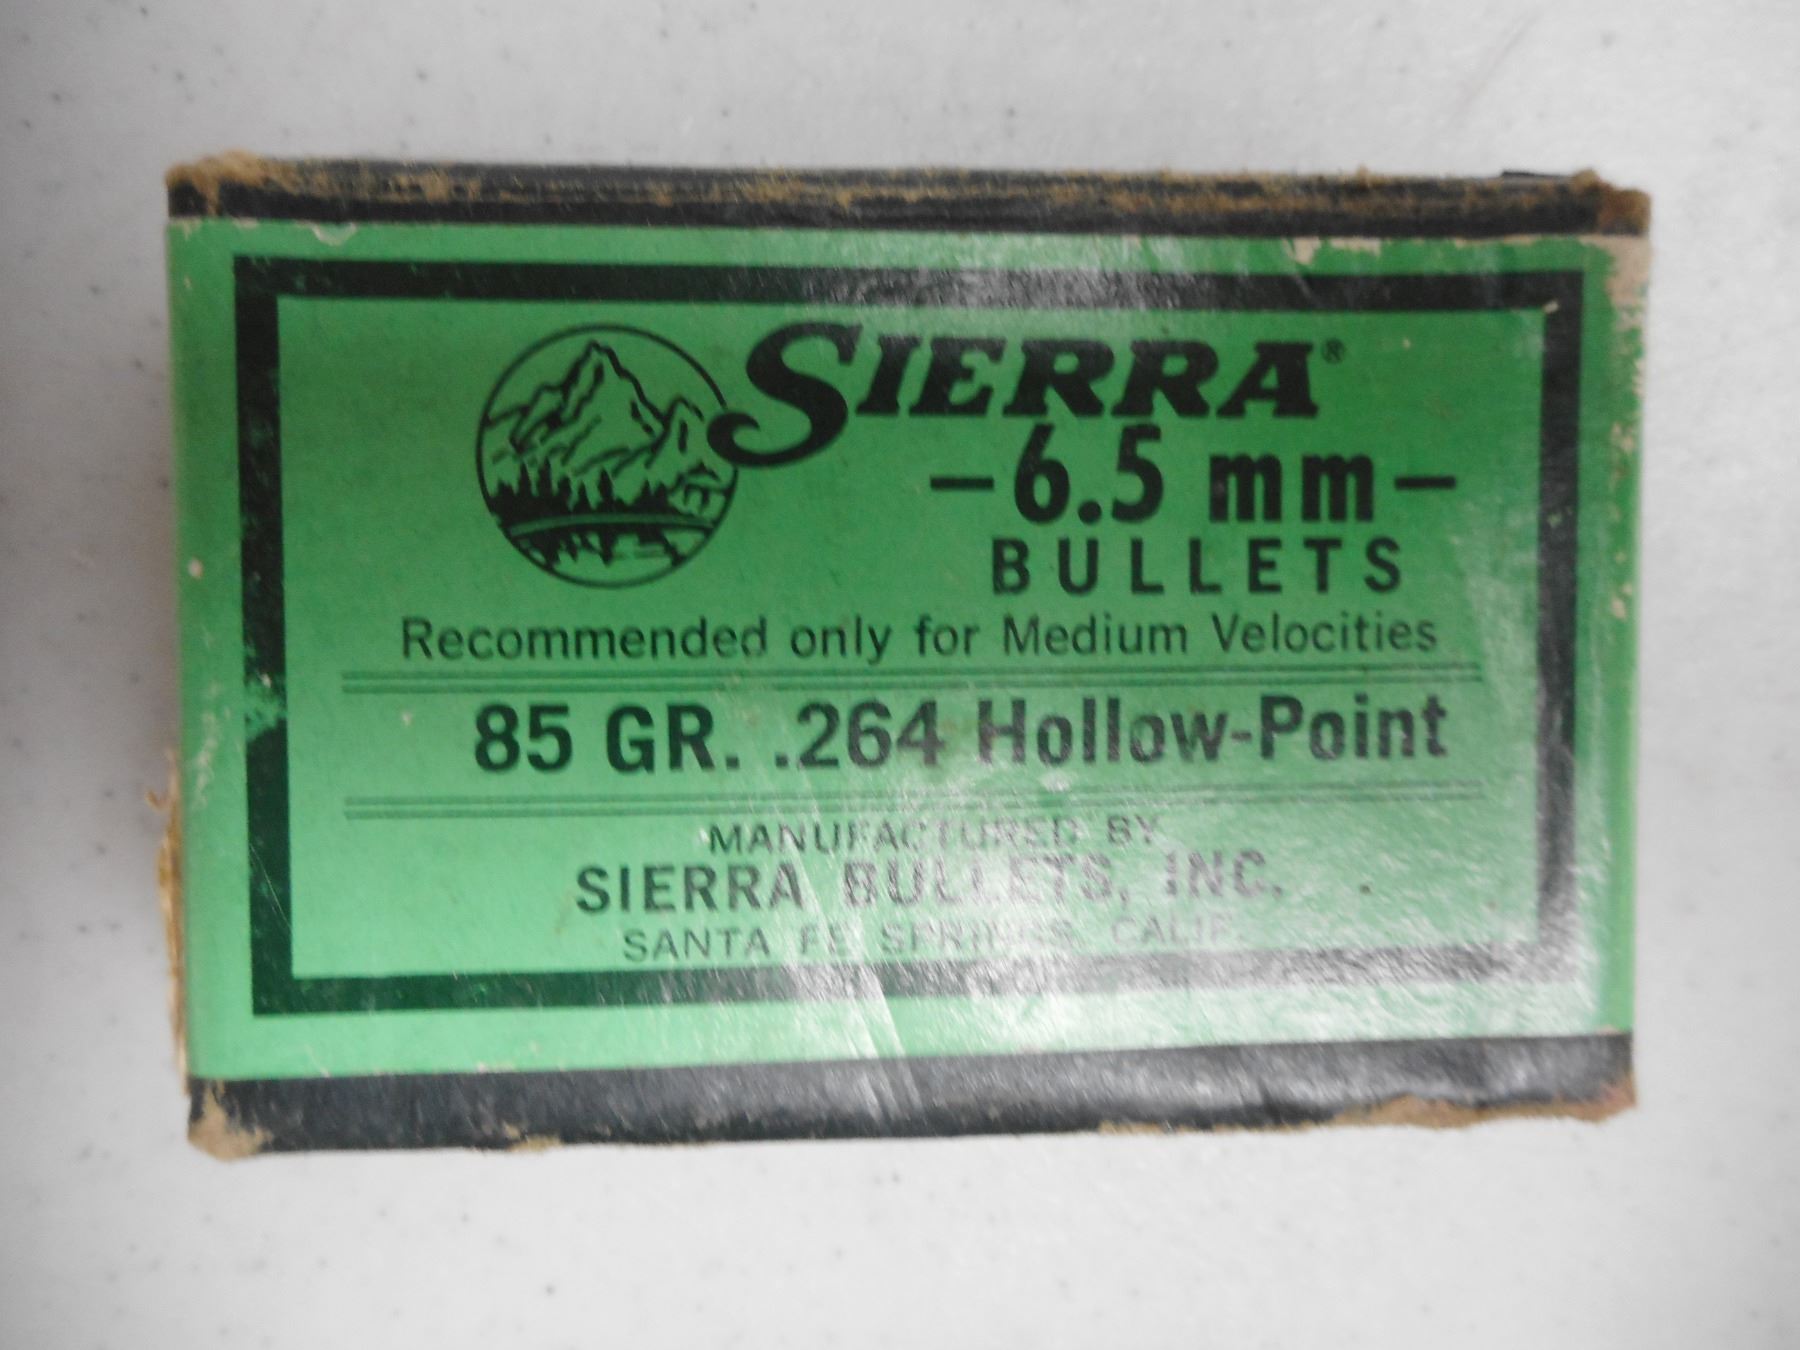 SIERRA®
-6.5 mm-
BULLETS
Recommended only for Medium Velocities
85 GR. .264 Hollow-Point
MANUFACTURED BY
SIERRA BULLETS, INC.
SANTA FE SPRINGS, CALIF.